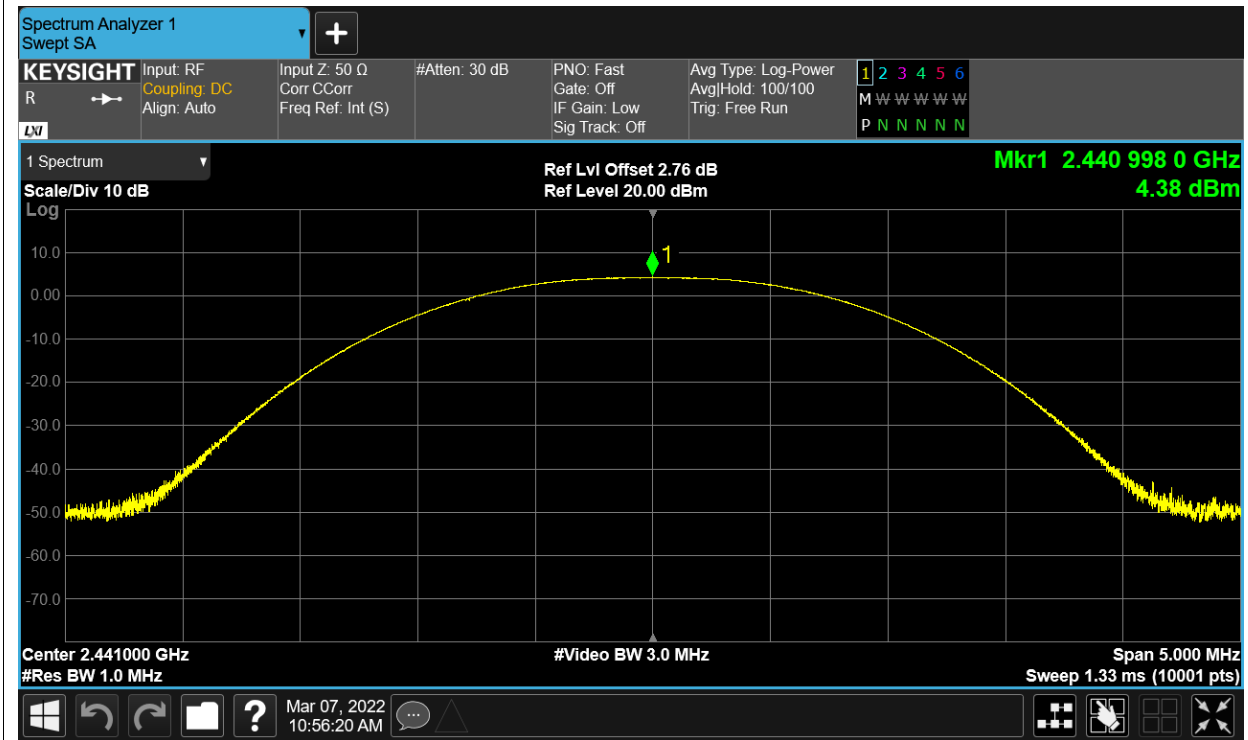 Spectrum Analyzer 1
Swept SA
KEYSIGHT
R
LXI
Input: RF
Coupling: DC
Align: Auto
Input Z: 50 Ω
Corr CCorr
Freq Ref: Int (S)
#Atten: 30 dB
PNO: Fast
Gate: Off
IF Gain: Low
Sig Track: Off
Avg Type: Log-Power
Avg|Hold: 100/100
Trig: Free Run
1 2 3 4 5 6
M W W W W W
P N N N N N
1 Spectrum
Scale/Div 10 dB
Log
Ref Lvl Offset 2.76 dB
Ref Level 20.00 dBm
Mkr1 2.440 998 0 GHz
4.38 dBm
1
10.0
0.00
-10.0
-20.0
-30.0
-40.0
-50.0
-60.0
-70.0
Center 2.441000 GHz
#Res BW 1.0 MHz
#Video BW 3.0 MHz
Span 5.000 MHz
Sweep 1.33 ms (10001 pts)
?
Mar 07, 2022
10:56:20 AM